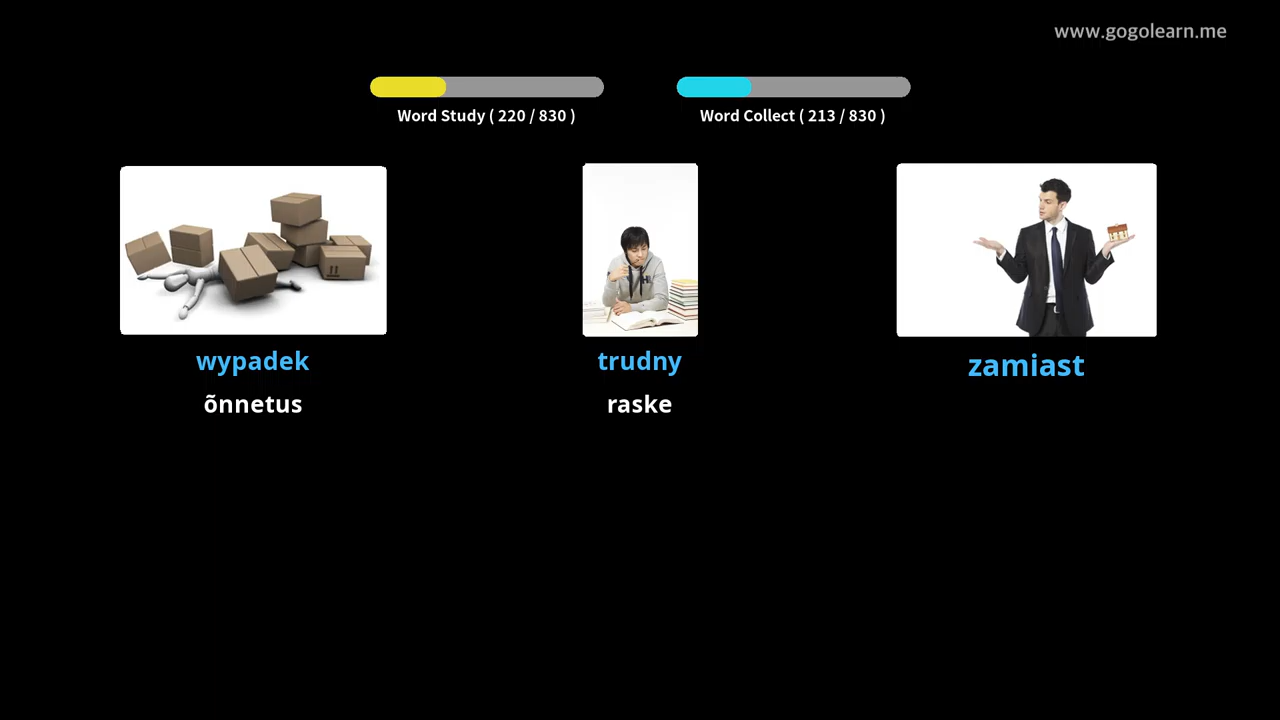 www.gogolearn.me
Word Study ( 220 / 830 )
Word Collect ( 213 / 830 )
wypadek
õnnetus
trudny
raske
zamiast